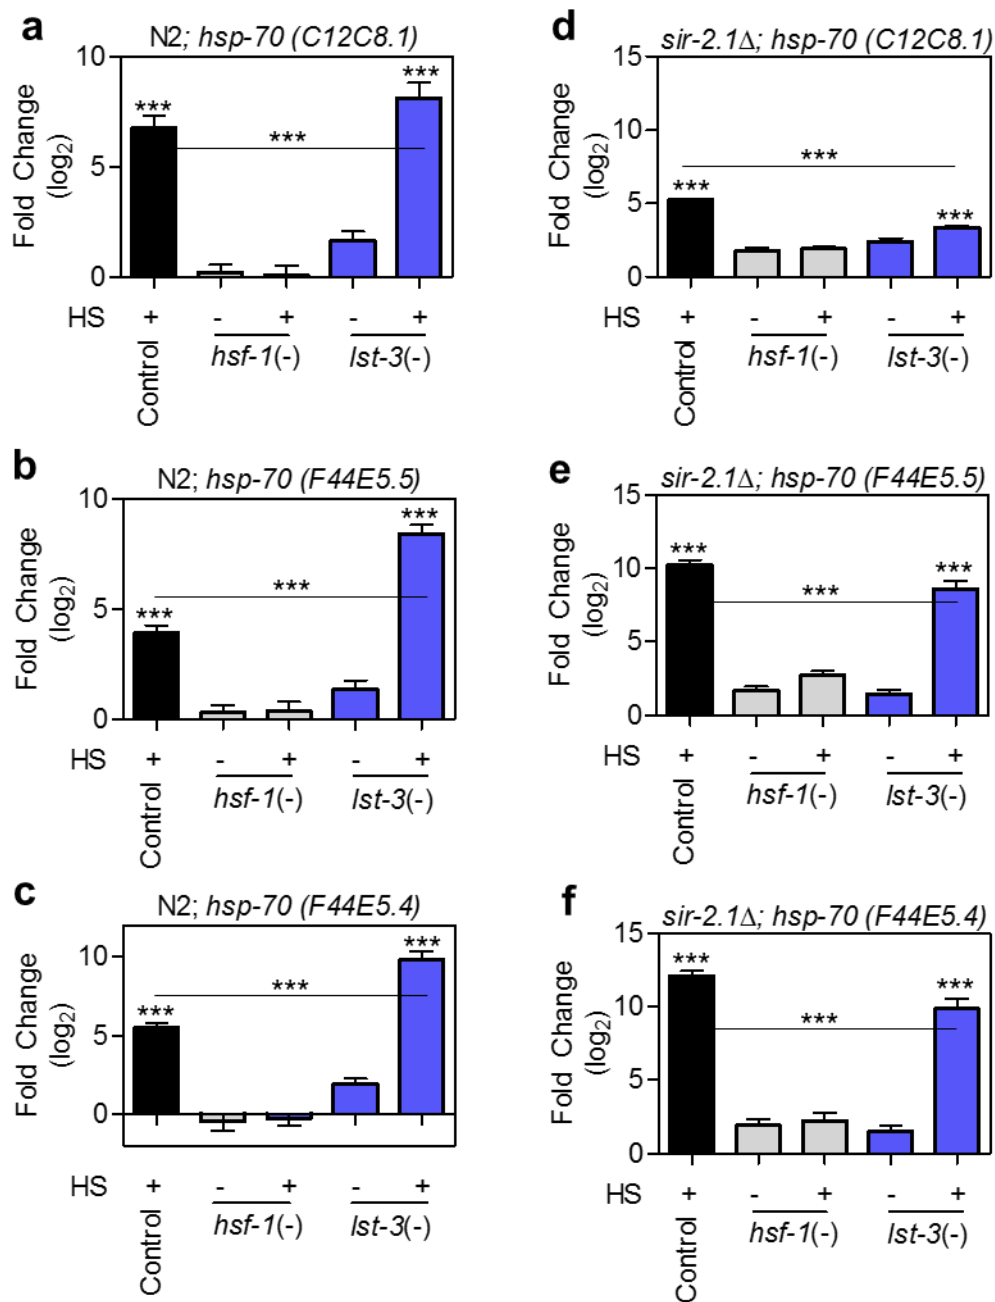 a
N2; hsp-70 (C12C8.1)
Fold Change
(log2)
10
5
0
***
***
***
HS + - + - +
Control
hsf-1(-)
lst-3(-)
b
N2; hsp-70 (F44E5.5)
Fold Change
(log2)
10
5
0
***
***
***
HS + - + - +
Control
hsf-1(-)
lst-3(-)
c
N2; hsp-70 (F44E5.4)
Fold Change
(log2)
10
5
0
***
***
***
HS + - + - +
Control
hsf-1(-)
lst-3(-)
d
sir-2.1Δ; hsp-70 (C12C8.1)
Fold Change
(log2)
15
10
5
0
***
***
***
+ - + - +
Control
hsf-1(-)
lst-3(-)
e
sir-2.1Δ; hsp-70 (F44E5.5)
Fold Change
(log2)
15
10
5
0
***
***
***
HS + - + - +
Control
hsf-1(-)
lst-3(-)
f
sir-2.1Δ; hsp-70 (F44E5.4)
Fold Change
(log2)
15
10
5
0
***
***
***
HS + - + - +
Control
hsf-1(-)
lst-3(-)